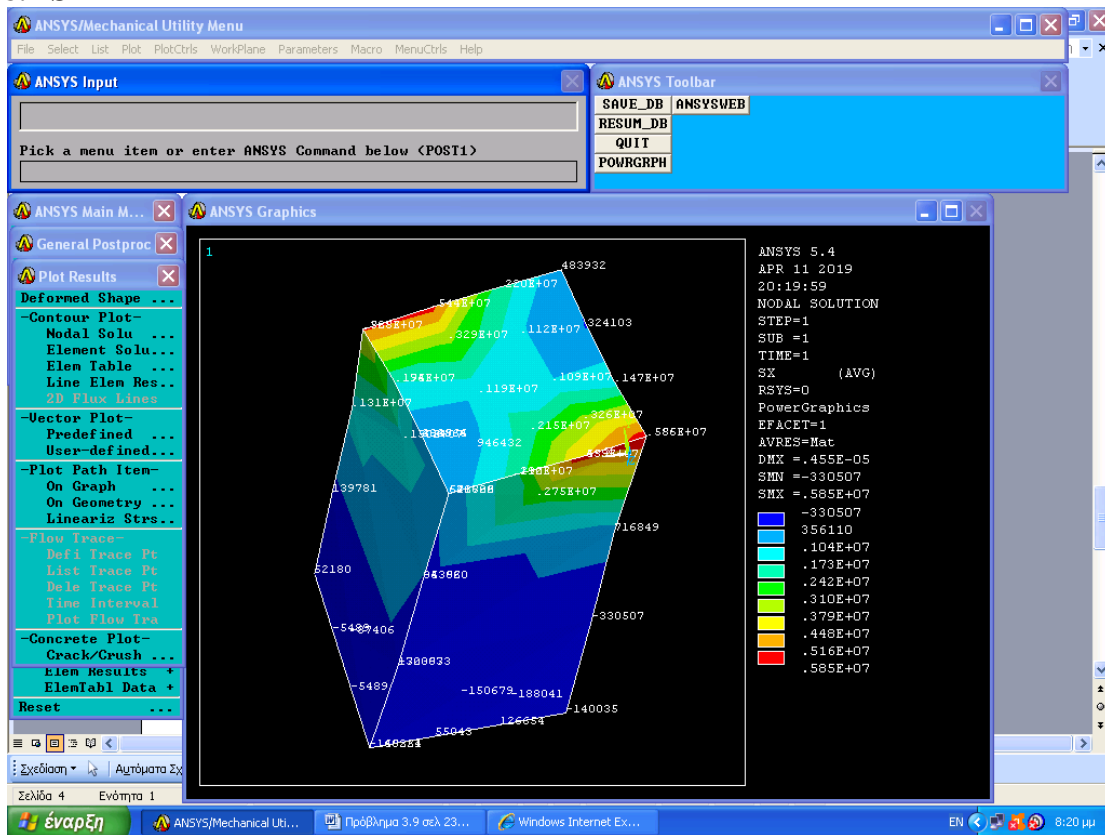 ANSYS/Mechanical Utility Menu
File Select List Plot PlotCtrls WorkPlane Parameters Macro MenuCtrls Help
ANSYS Input
Pick a menu item or enter ANSYS Command below (POST1)
ANSYS Toolbar
SAVE_DB ANSYSWEB
RESUM_DB
QUIT
POWRGRPH
ANSYS Main M...
General Postproc
Plot Results
Deformed Shape ...
-Contour Plot-
Nodal Solu ...
Element Solu...
Elem Table ...
Line Elem Res..
2D Flux Lines
-Vector Plot-
Predefined ...
User-defined...
-Plot Path Item-
On Graph ...
On Geometry ...
Lineariz Strs..
-Flow Trace-
Defi Trace Pt
List Trace Pt
Dele Trace Pt
Time Interval
Plot Flow Tra
-Concrete Plot-
Crack/Crush ...
Elem Results +
ElemTabl Data +
Reset ...
ANSYS Graphics
1
483932
.220E+07
324103
.329E+07
.112E+07
.119E+07
.109E+07
.147E+07
.131E+07
.326E+07
.215E+07
.586E+07
946432
.275E+07
139781
716849
52180
-330507
-5489
-87406
-5489
-150679
-188041
-140035
126654
55043
ANSYS 5.4
APR 11 2019
20:19:59
NODAL SOLUTION
STEP=1
SUB =1
TIME=1
SX (AVG)
RSYS=0
PowerGraphics
EFACET=1
AVRES=Mat
DMX =.455E-05
SMN =-330507
SMX =.585E+07
-330507
356110
.104E+07
.173E+07
.242E+07
.310E+07
.379E+07
.448E+07
.516E+07
.585E+07
Σχεδίαση
Αυτόματα Σχ
Σελίδα 4 Ενότητα 1
έναρξη
ANSYS/Mechanical Uti...
Πρόβλημα 3.9 σελ 23...
Windows Internet Ex...
EN
8:20 μμ